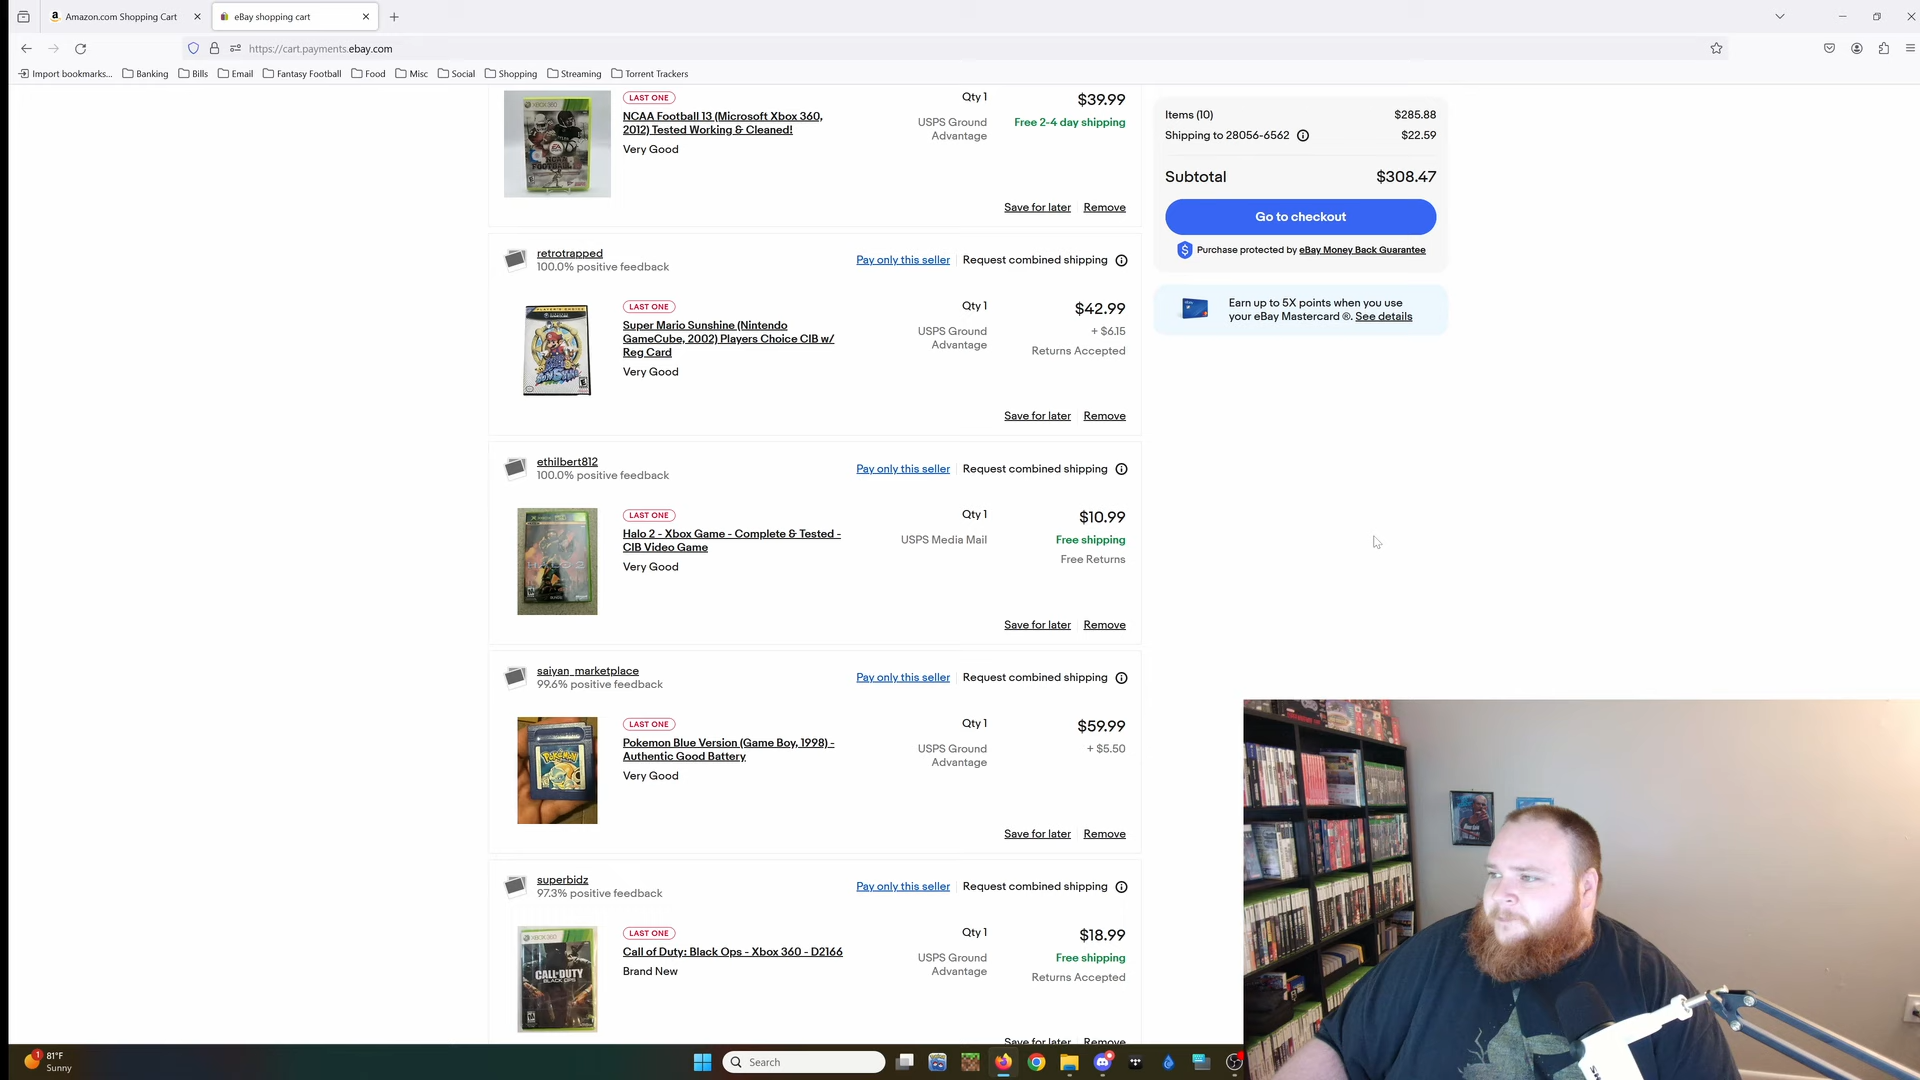 Amazon.com Shopping Cart
eBay shopping cart
https://cart.payments.ebay.com
Import bookmarks...
Banking
Bills
Email
Fantasy Football
Food
Misc
Social
Shopping
Streaming
Torrent Trackers
LAST ONE
NCAA Football 13 (Microsoft Xbox 360,
2012) Tested Working & Cleaned!
Very Good
Qty 1
USPS Ground
Advantage
$39.99
Free 2-4 day shipping
Save for later
Remove
Items (10)
$285.88
Shipping to 28056-6562
$22.59
Subtotal
$308.47
Go to checkout
Purchase protected by eBay Money Back Guarantee
Earn up to 5X points when you use
your eBay Mastercard ®. See details
retrotrapped
100.0% positive feedback
Pay only this seller
Request combined shipping
LAST ONE
Super Mario Sunshine (Nintendo
GameCube, 2002) Players Choice CIB w/
Reg Card
Very Good
Qty 1
USPS Ground
Advantage
$42.99
+ $6.15
Returns Accepted
Save for later
Remove
ethilbert812
100.0% positive feedback
Pay only this seller
Request combined shipping
LAST ONE
Halo 2 - Xbox Game - Complete & Tested -
CIB Video Game
Very Good
Qty 1
USPS Media Mail
$10.99
Free shipping
Free Returns
Save for later
Remove
saiyan_marketplace
99.6% positive feedback
Pay only this seller
Request combined shipping
LAST ONE
Pokemon Blue Version (Game Boy, 1998) -
Authentic Good Battery
Very Good
Qty 1
USPS Ground
Advantage
$59.99
+ $5.50
Save for later
Remove
superbidz
97.3% positive feedback
Pay only this seller
Request combined shipping
LAST ONE
Call of Duty: Black Ops - Xbox 360 - D2166
Brand New
Qty 1
USPS Ground
Advantage
$18.99
Free shipping
Returns Accepted
Save for later
Remove
CALL·DUTY
BLACK OPS
1
81°F
Sunny
Search